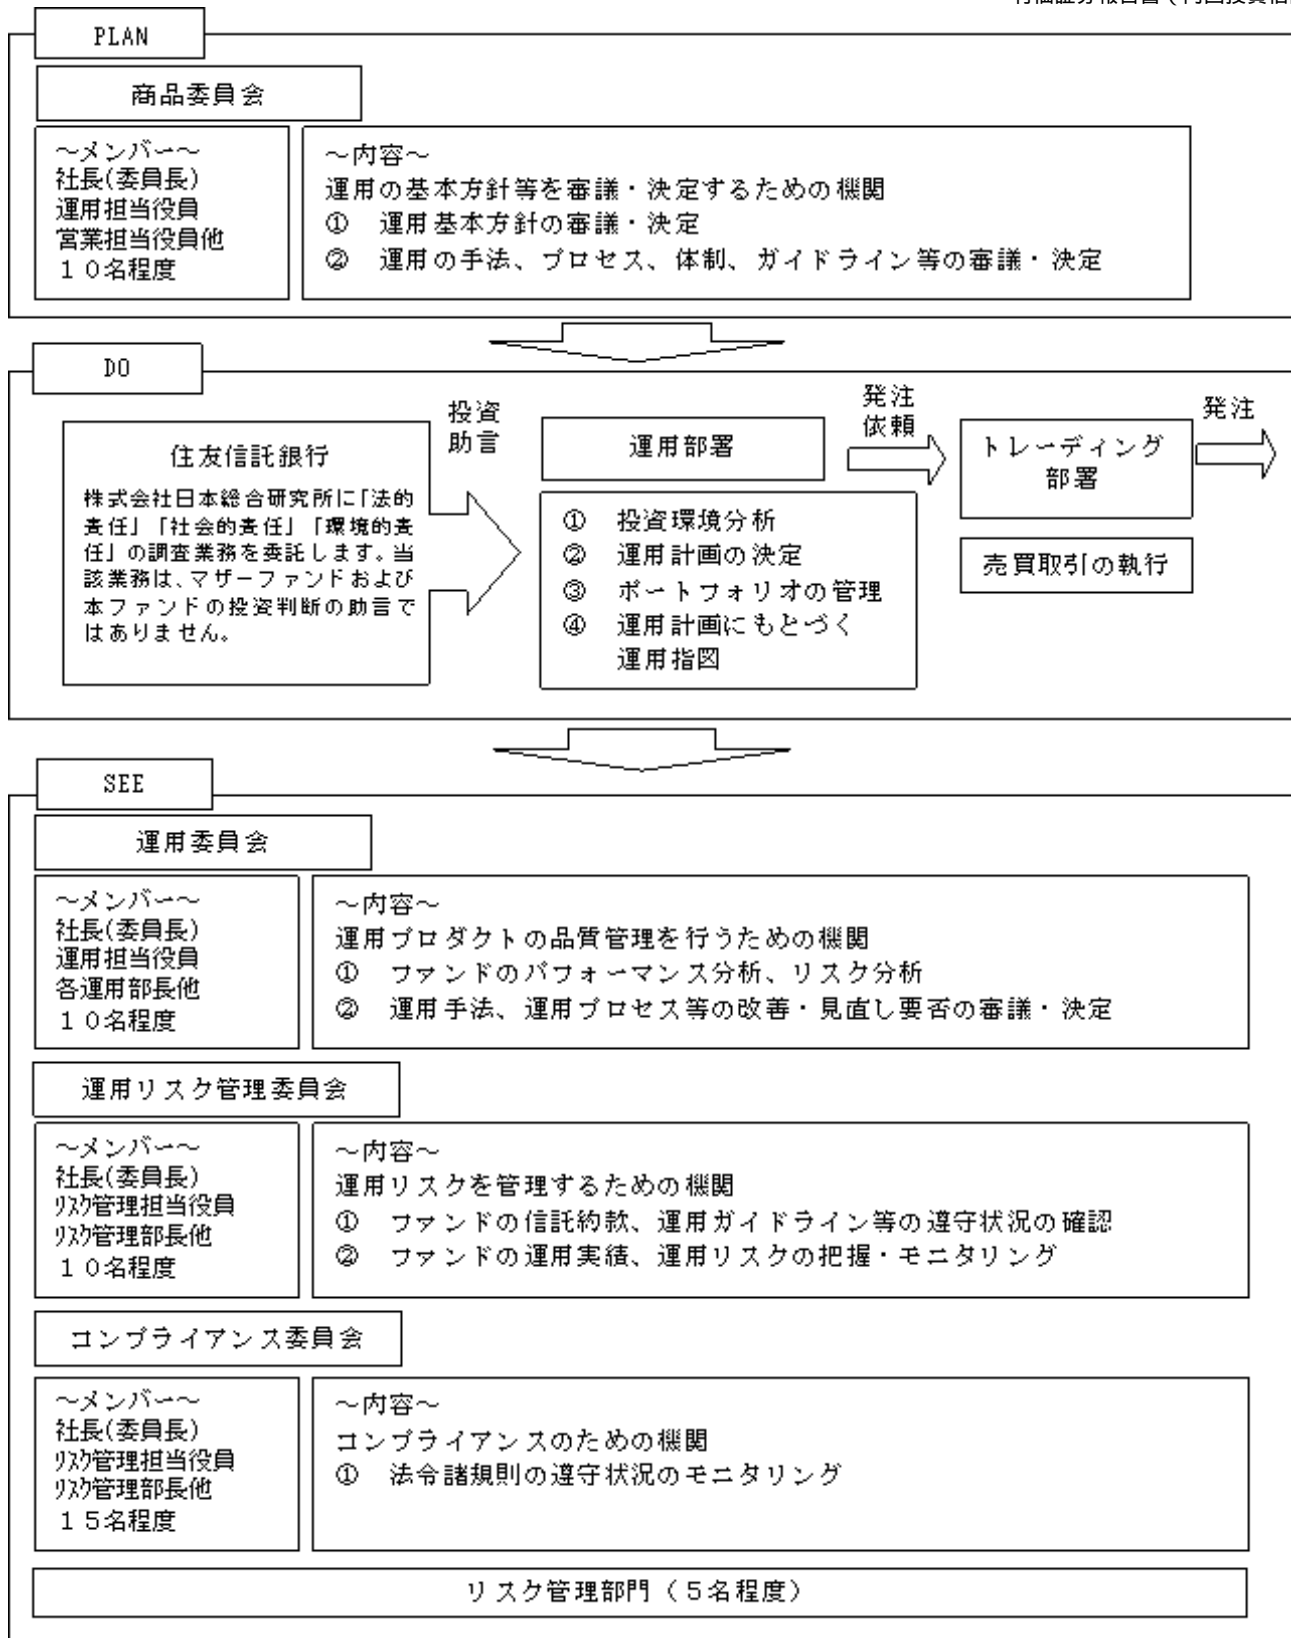 PLAN
商品委員会
～メンバー～
社長(委員長)
運用担当役員
営業担当役員他
１０名程度
～内容～
運用の基本方針等を審議・決定するための機関
①　運用基本方針の審議・決定
②　運用の手法、プロセス、体制、ガイドライン等の審議・決定
DO
住友信託銀行
株式会社日本総合研究所に「法的
責任」「社会的責任」「環境的責
任」の調査業務を委託します。当
該業務は、マザーファンドおよび
本ファンドの投資判断の助言で
はありません。
投資
助言
運用部署
①　投資環境分析
②　運用計画の決定
③　ポートフォリオの管理
④　運用計画にもとづく
運用指図
発注
依頼
トレーディング
部署
売買取引の執行
発注
SEE
運用委員会
～メンバー～
社長(委員長)
運用担当役員
各運用部長他
１０名程度
～内容～
運用プロダクトの品質管理を行うための機関
①　ファンドのパフォーマンス分析、リスク分析
②　運用手法、運用プロセス等の改善・見直し要否の審議・決定
運用リスク管理委員会
～メンバー～
社長(委員長)
ﾘｽｸ管理担当役員
ﾘｽｸ管理部長他
１０名程度
～内容～
運用リスクを管理するための機関
①　ファンドの信託約款、運用ガイドライン等の遵守状況の確認
②　ファンドの運用実績、運用リスクの把握・モニタリング
コンプライアンス委員会
～メンバー～
社長(委員長)
ﾘｽｸ管理担当役員
ﾘｽｸ管理部長他
１５名程度
～内容～
コンプライアンスのための機関
①　法令諸規則の遵守状況のモニタリング
リスク管理部門（５名程度）